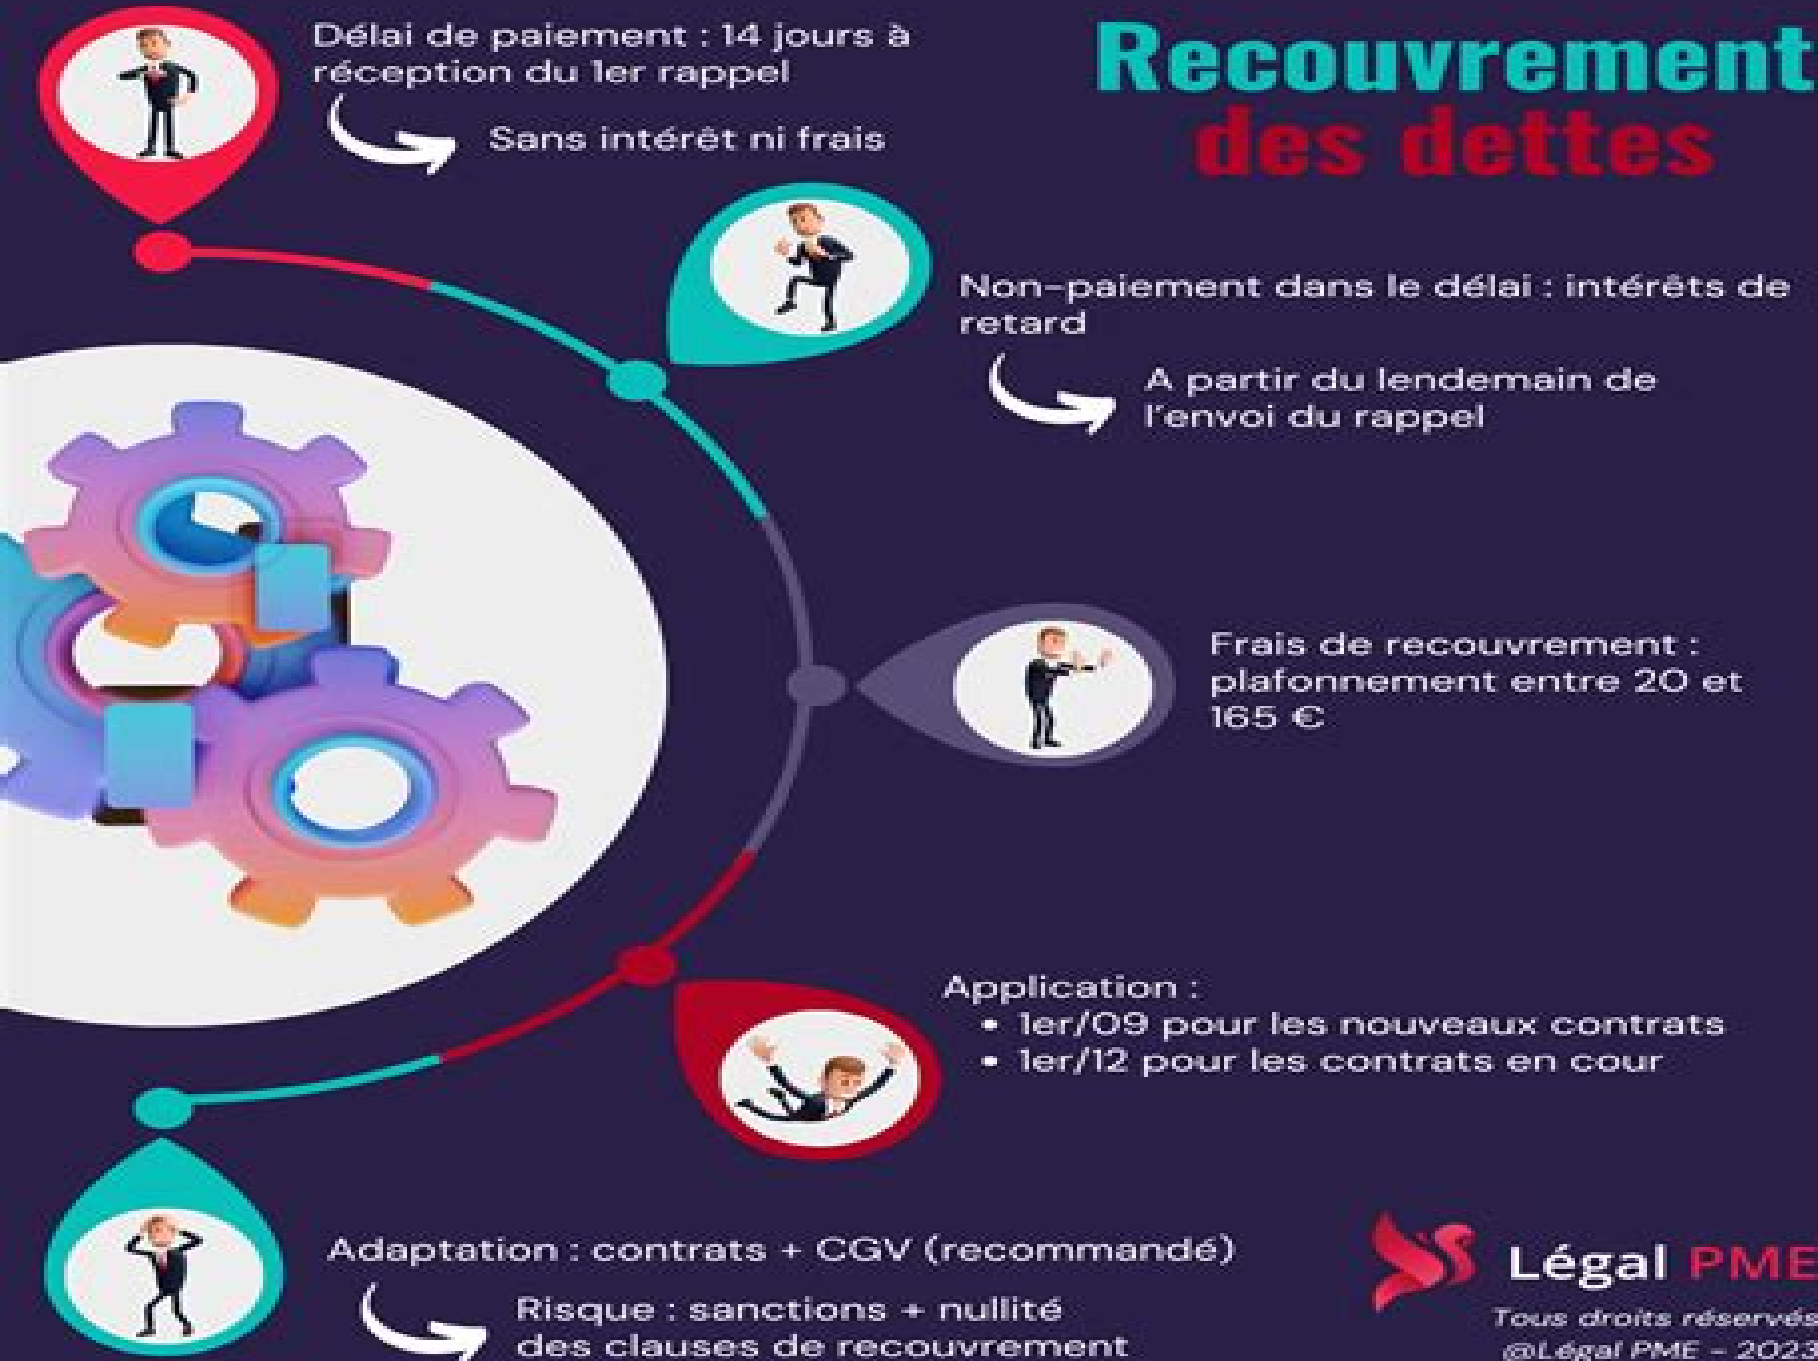 Recouvrement
des dettes
Délai de paiement : 14 jours à
réception du 1er rappel
Sans intérêt ni frais
Non-paiement dans le délai : intérêts de
retard
A partir du lendemain de
l'envoi du rappel
Frais de recouvrement :
plafonnement entre 20 et
165 €
Application :
• 1er/09 pour les nouveaux contrats
• 1er/12 pour les contrats en cour
Adaptation : contrats + CGV (recommandé)
Risque : sanctions + nullité
des clauses de recouvrement
Légal PME
Tous droits réservés
@Légal PME - 2023